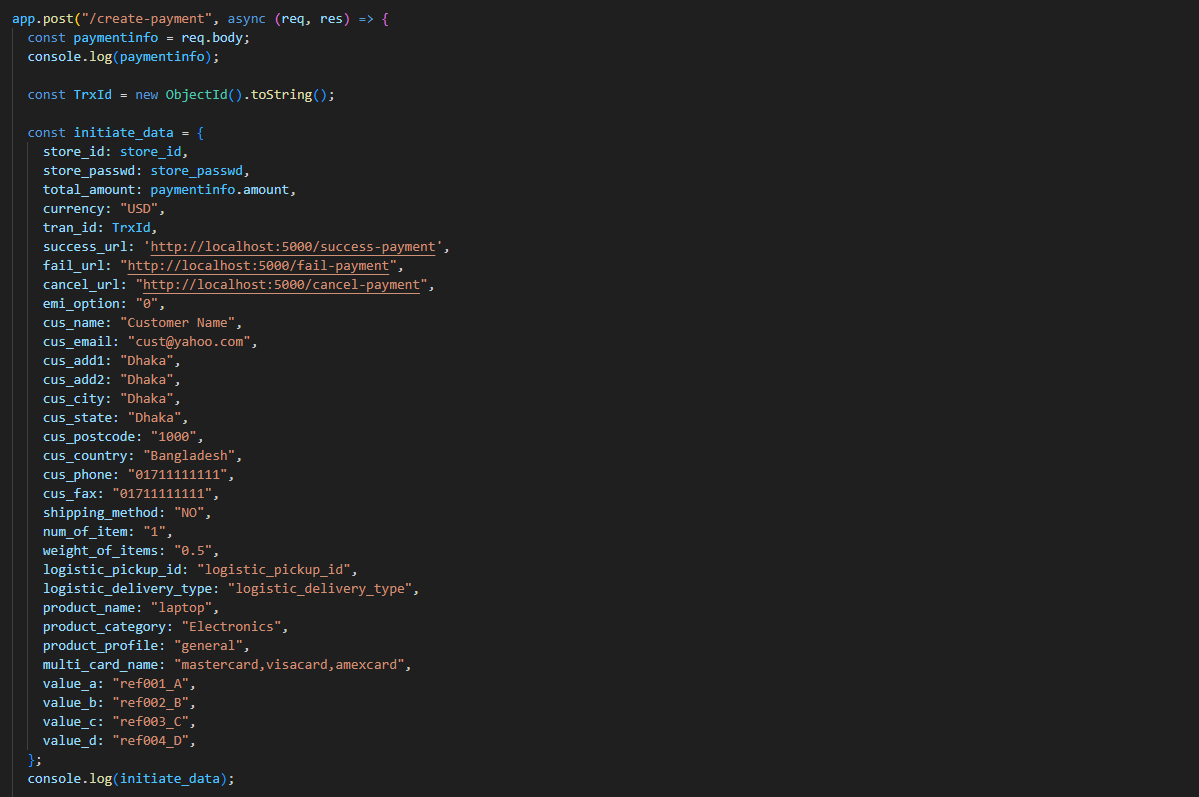 app.post("/create-payment", async (req, res) => {
const paymentinfo = req.body;
console.log(paymentinfo);
const TrxId = new ObjectId().toString();
const initiate_data = {
store_id: store_id,
store_passwd: store_passwd,
total_amount: paymentinfo.amount,
currency: "USD",
tran_id: TrxId,
success_url: 'http://localhost:5000/success-payment',
fail_url: "http://localhost:5000/fail-payment",
cancel_url: "http://localhost:5000/cancel-payment",
emi_option: "0",
cus_name: "Customer Name",
cus_email: "cust@yahoo.com",
cus_add1: "Dhaka",
cus_add2: "Dhaka",
cus_city: "Dhaka",
cus_state: "Dhaka",
cus_postcode: "1000",
cus_country: "Bangladesh",
cus_phone: "01711111111",
cus_fax: "01711111111",
shipping_method: "NO",
num_of_item: "1",
weight_of_items: "0.5",
logistic_pickup_id: "logistic_pickup_id",
logistic_delivery_type: "logistic_delivery_type",
product_name: "laptop",
product_category: "Electronics",
product_profile: "general",
multi_card_name: "mastercard,visacard,amexcard",
value_a: "ref001_A",
value_b: "ref002_B",
value_c: "ref003_C",
value_d: "ref004_D",
};
console.log(initiate_data);